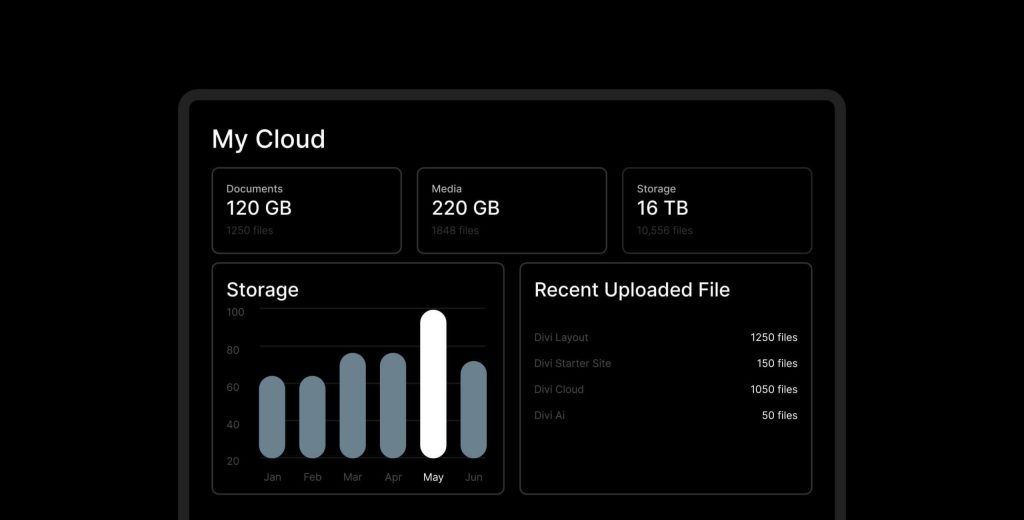 My Cloud
Documents
120 GB
1250 files
Media
220 GB
1848 files
Storage
16 TB
10,556 files
Storage
100
80
60
40
20
Jan Feb Mar Apr May Jun
Recent Uploaded File
Divi Layout 1250 files
Divi Starter Site 150 files
Divi Cloud 1050 files
Divi Ai 50 files